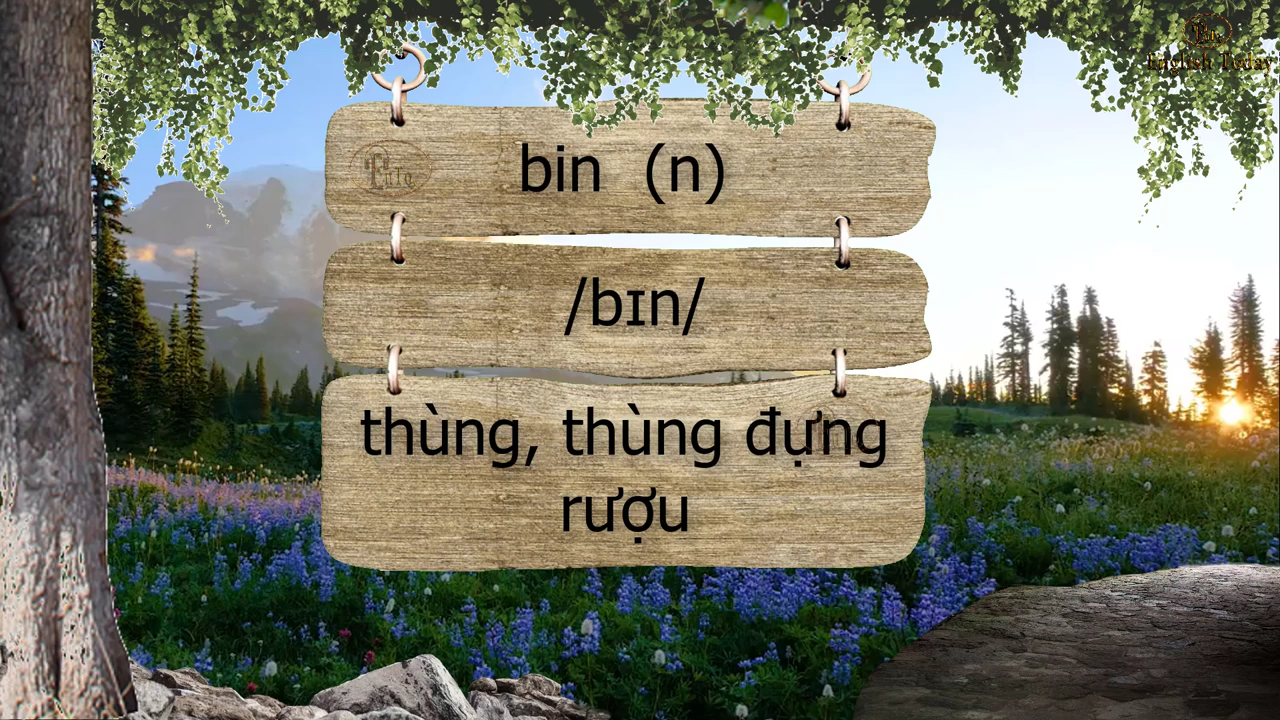 English Today
bin (n)
/bɪn/
thùng, thùng đựng
rượu